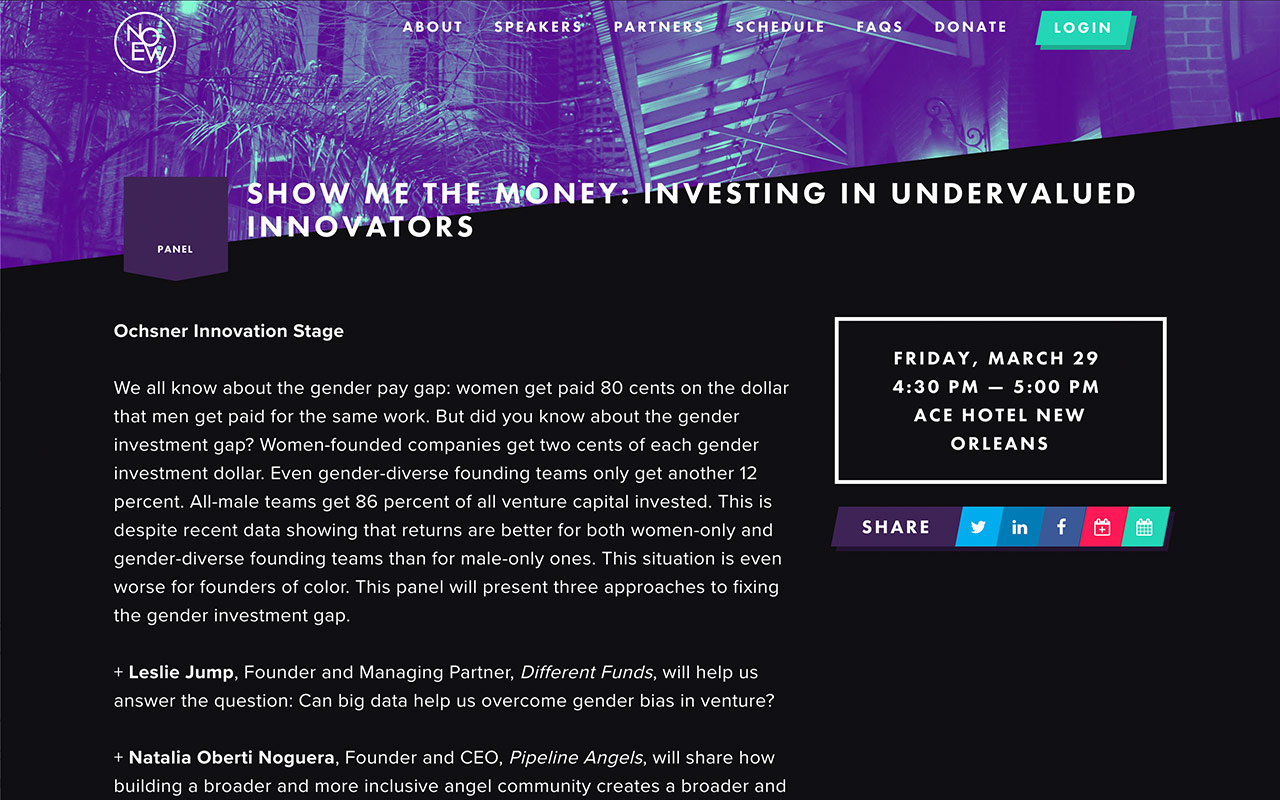 NO
EW
ABOUT SPEAKERS PARTNERS SCHEDULE FAQS DONATE LOGIN
PANEL
SHOW ME THE MONEY: INVESTING IN UNDERVALUED
INNOVATORS
Ochsner Innovation Stage
We all know about the gender pay gap: women get paid 80 cents on the dollar
that men get paid for the same work. But did you know about the gender
investment gap? Women-founded companies get two cents of each gender
investment dollar. Even gender-diverse founding teams only get another 12
percent. All-male teams get 86 percent of all venture capital invested. This is
despite recent data showing that returns are better for both women-only and
gender-diverse founding teams than for male-only ones. This situation is even
worse for founders of color. This panel will present three approaches to fixing
the gender investment gap.
+ Leslie Jump, Founder and Managing Partner, Different Funds, will help us
answer the question: Can big data help us overcome gender bias in venture?
+ Natalia Oberti Noguera, Founder and CEO, Pipeline Angels, will share how
building a broader and more inclusive angel community creates a broader and
FRIDAY, MARCH 29
4:30 PM — 5:00 PM
ACE HOTEL NEW
ORLEANS
SHARE